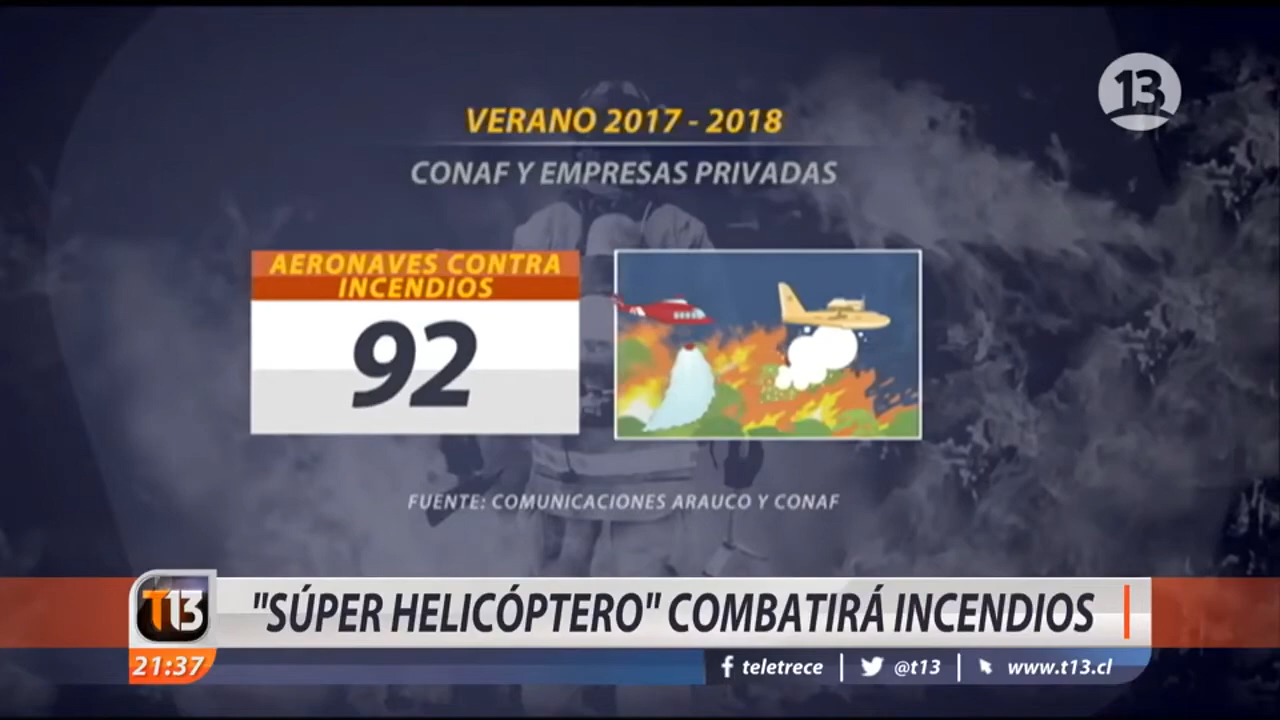 13
VERANO 2017 - 2018
CONAF Y EMPRESAS PRIVADAS
AERONAVES CONTRA
INCENDIOS
92
FUENTE: COMUNICACIONES ARAUCO Y CONAF
T13
"SÚPER HELICÓPTERO" COMBATIRÁ INCENDIOS
21:37
teletrece | @t13 | www.t13.cl